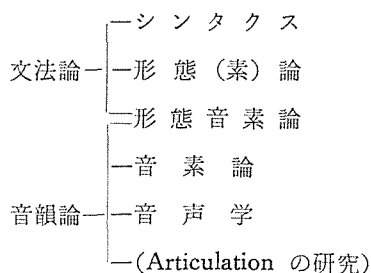 シンタクス
文法論
形態(素)論
形態音素論
音素論
音韻論
音声学
(Articulation の研究)